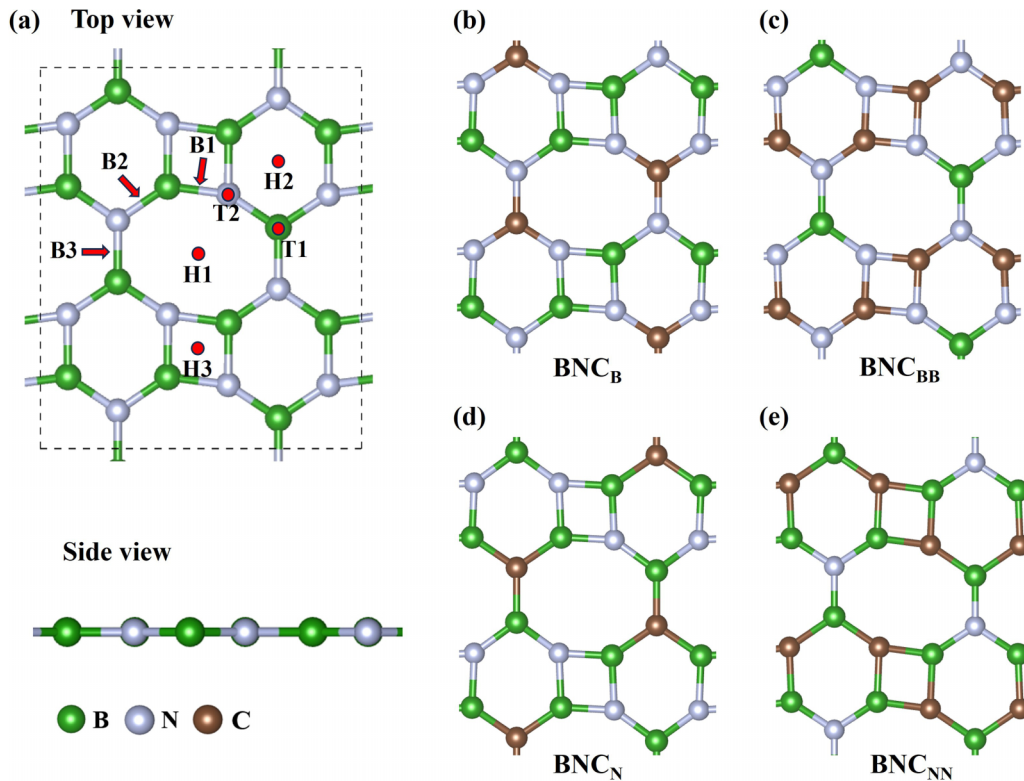 (a) Top view
B1
B2
H2
T2
B3
T1
H1
H3
Side view
B N C
(b)
BNC_B
(c)
BNC_BB
(d)
BNC_N
(e)
BNC_NN